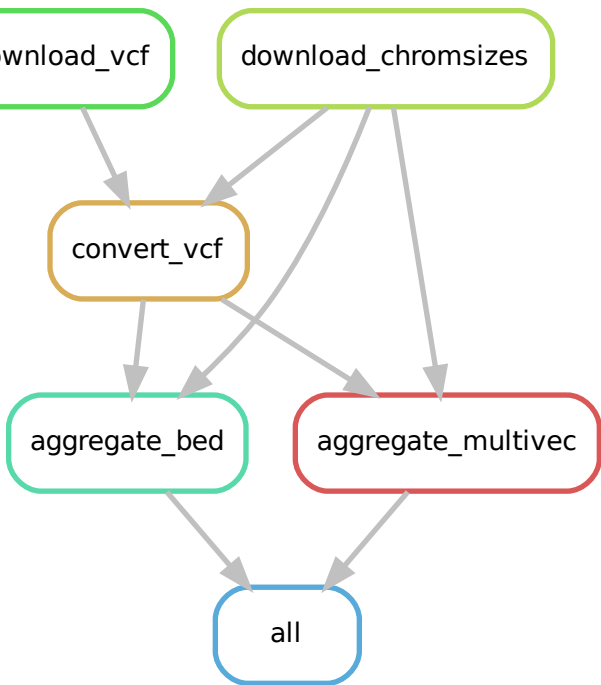 ownload_vcf
download_chromsizes
convert_vcf
aggregate_bed
aggregate_multivec
all